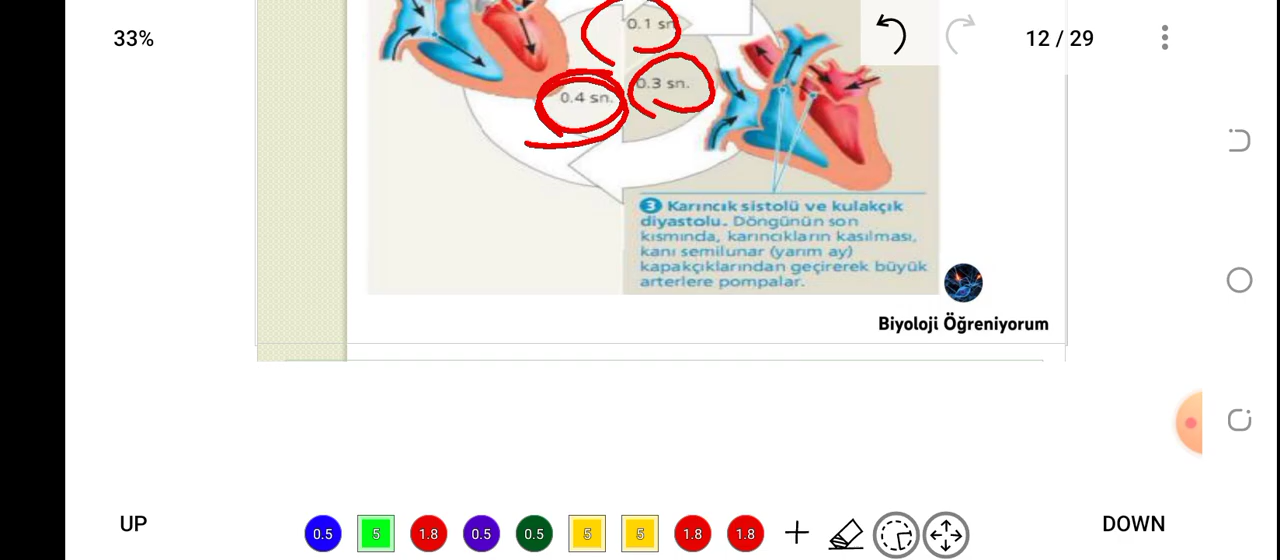 33%
0.1 sn
12 / 29
0.3 sn.
0.4 sn.
3 Karıncık sistolü ve kulakçık
diyastolu. Döngünün son
kısmında, karıncıkların kasılması,
kanı semilunar (yarım ay)
kapakçıklarından geçirerek büyük
arterlere pompalar.
Biyoloji Öğreniyorum
UP
0.5 5 1.8 0.5 0.5 5 5 1.8 1.8
DOWN